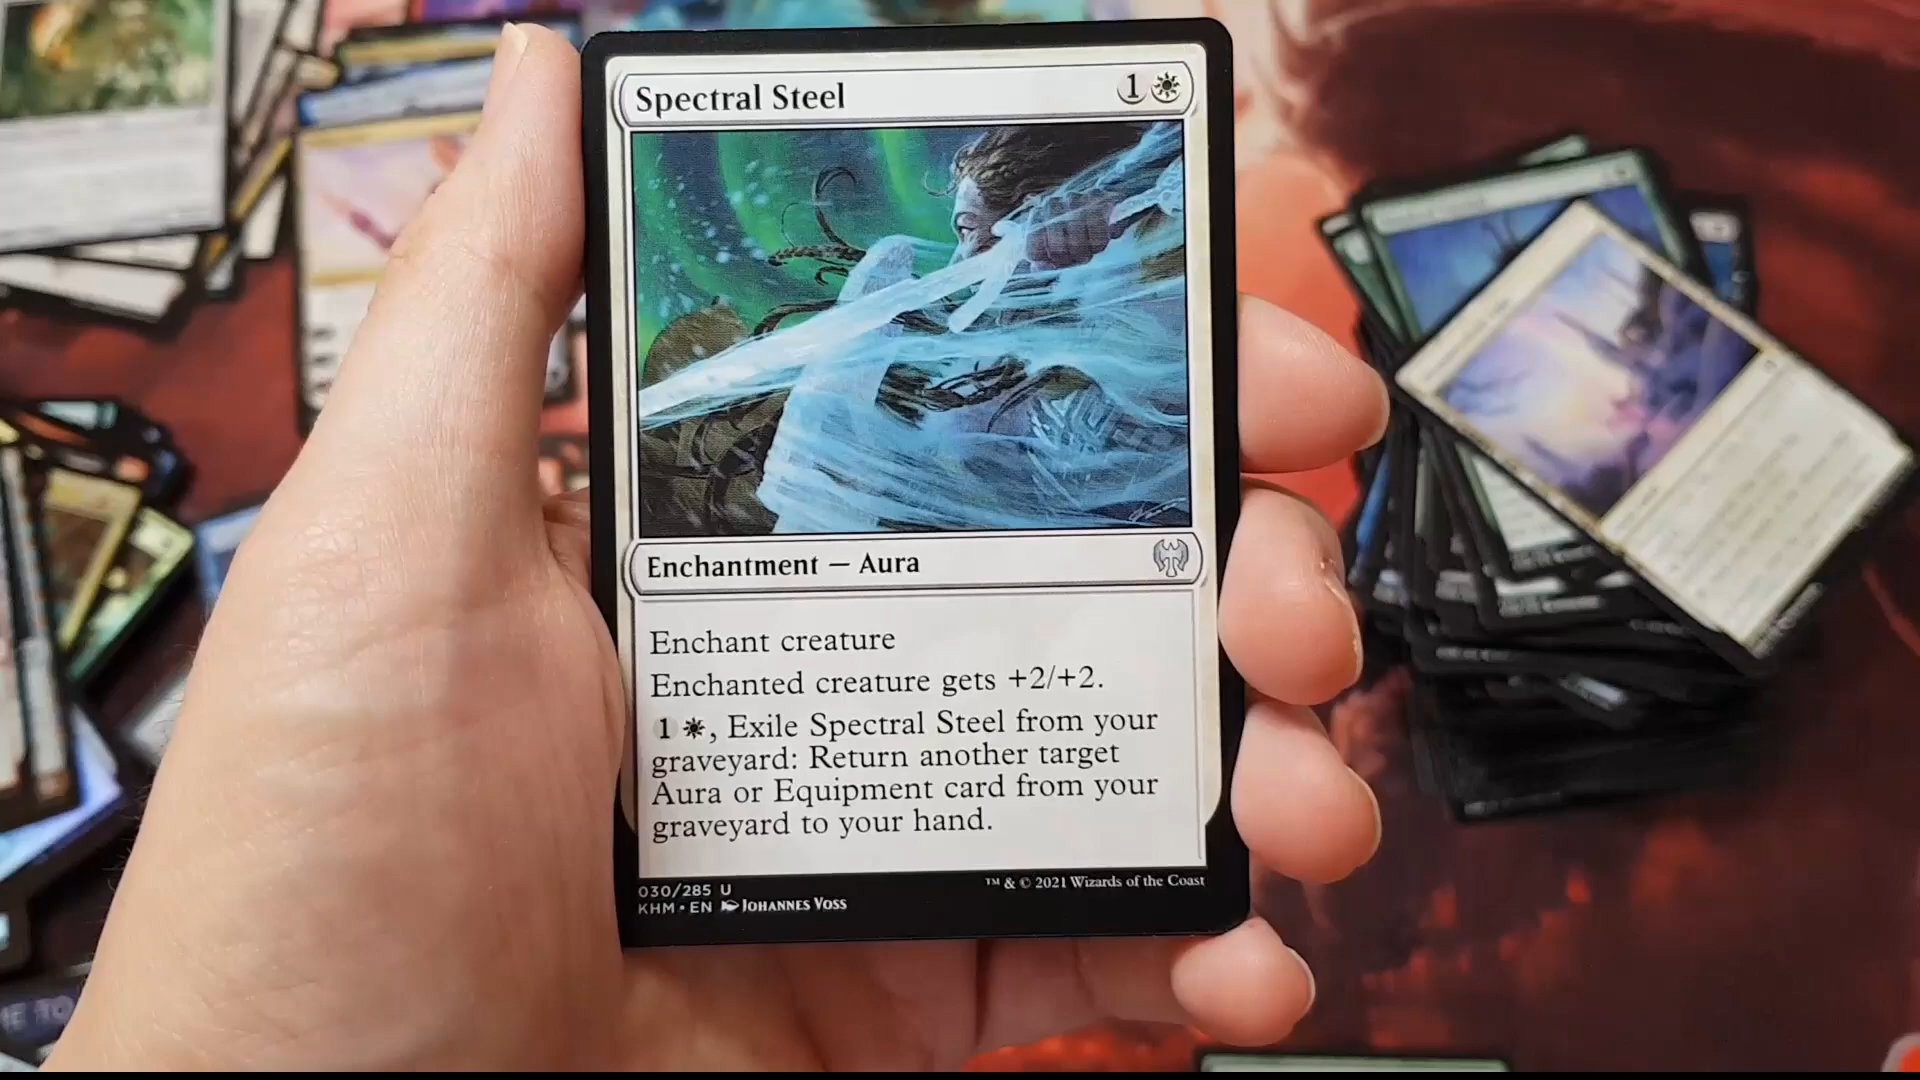 Spectral Steel 1
Enchantment — Aura
Enchant creature
Enchanted creature gets +2/+2.
1 , Exile Spectral Steel from your
graveyard: Return another target
Aura or Equipment card from your
graveyard to your hand.
030/285 U
KHM • EN Johannes Voss
™ & © 2021 Wizards of the Coast